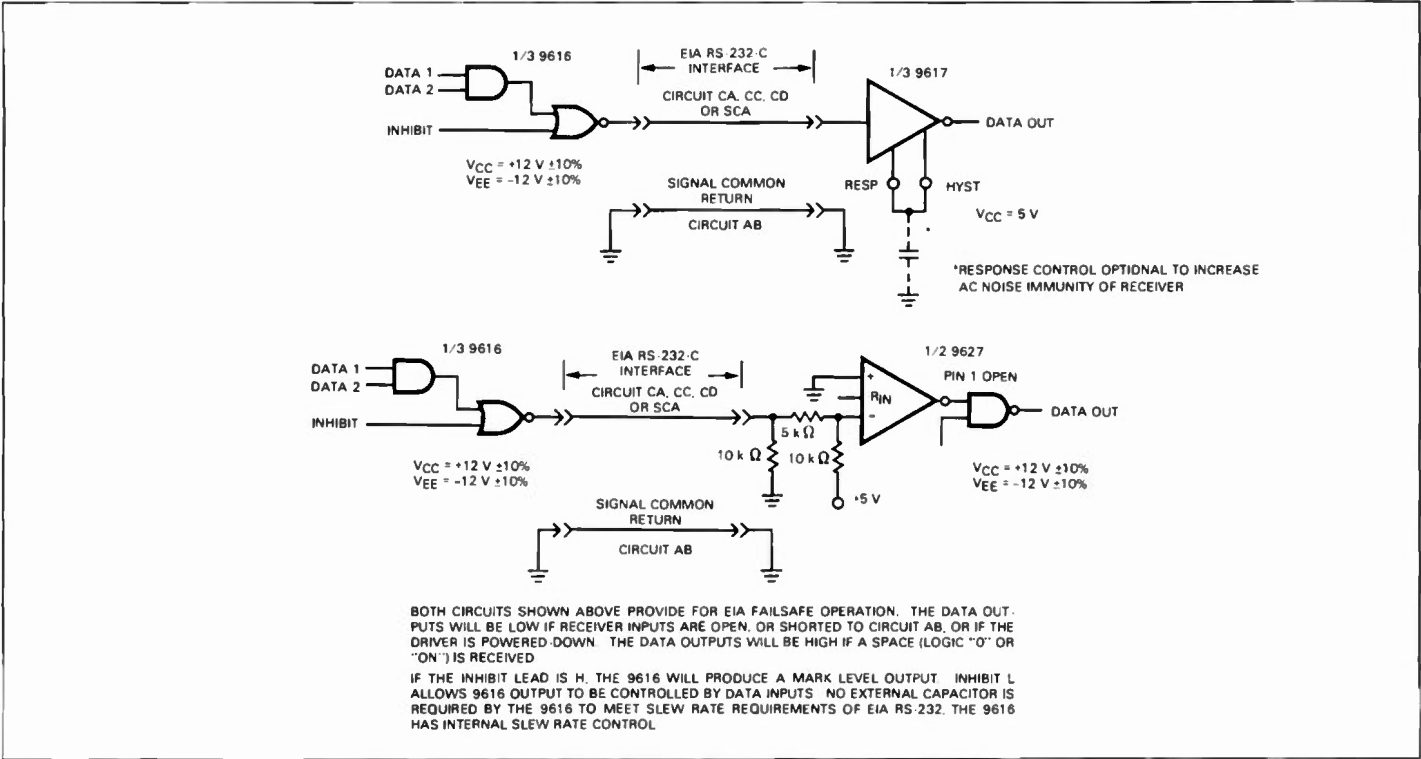 1/3 9616
EIA RS-232-C
INTERFACE
1/3 9617
DATA 1
DATA 2
CIRCUIT CA, CC, CD
OR SCA
INHIBIT
DATA OUT
VCC = +12 V ±10%
VEE = -12 V ±10%
SIGNAL COMMON
RETURN
CIRCUIT AB
RESP
HYST
VCC = 5 V
*
*RESPONSE CONTROL OPTIONAL TO INCREASE
AC NOISE IMMUNITY OF RECEIVER
1/3 9616
EIA RS-232-C
INTERFACE
1/2 9627
DATA 1
DATA 2
CIRCUIT CA, CC, CD
OR SCA
PIN 1 OPEN
+
RIN
-
INHIBIT
DATA OUT
5 k Ω
10 k Ω
10 k Ω
VCC = +12 V ±10%
VEE = -12 V ±10%
VCC = +12 V ±10%
VEE = -12 V ±10%
+5 V
SIGNAL COMMON
RETURN
CIRCUIT AB
BOTH CIRCUITS SHOWN ABOVE PROVIDE FOR EIA FAILSAFE OPERATION. THE DATA OUT-
PUTS WILL BE LOW IF RECEIVER INPUTS ARE OPEN, OR SHORTED TO CIRCUIT AB, OR IF THE
DRIVER IS POWERED-DOWN. THE DATA OUTPUTS WILL BE HIGH IF A SPACE (LOGIC "0" OR
"ON") IS RECEIVED
IF THE INHIBIT LEAD IS H, THE 9616 WILL PRODUCE A MARK LEVEL OUTPUT. INHIBIT L
ALLOWS 9616 OUTPUT TO BE CONTROLLED BY DATA INPUTS. NO EXTERNAL CAPACITOR IS
REQUIRED BY THE 9616 TO MEET SLEW RATE REQUIREMENTS OF EIA RS-232. THE 9616
HAS INTERNAL SLEW RATE CONTROL